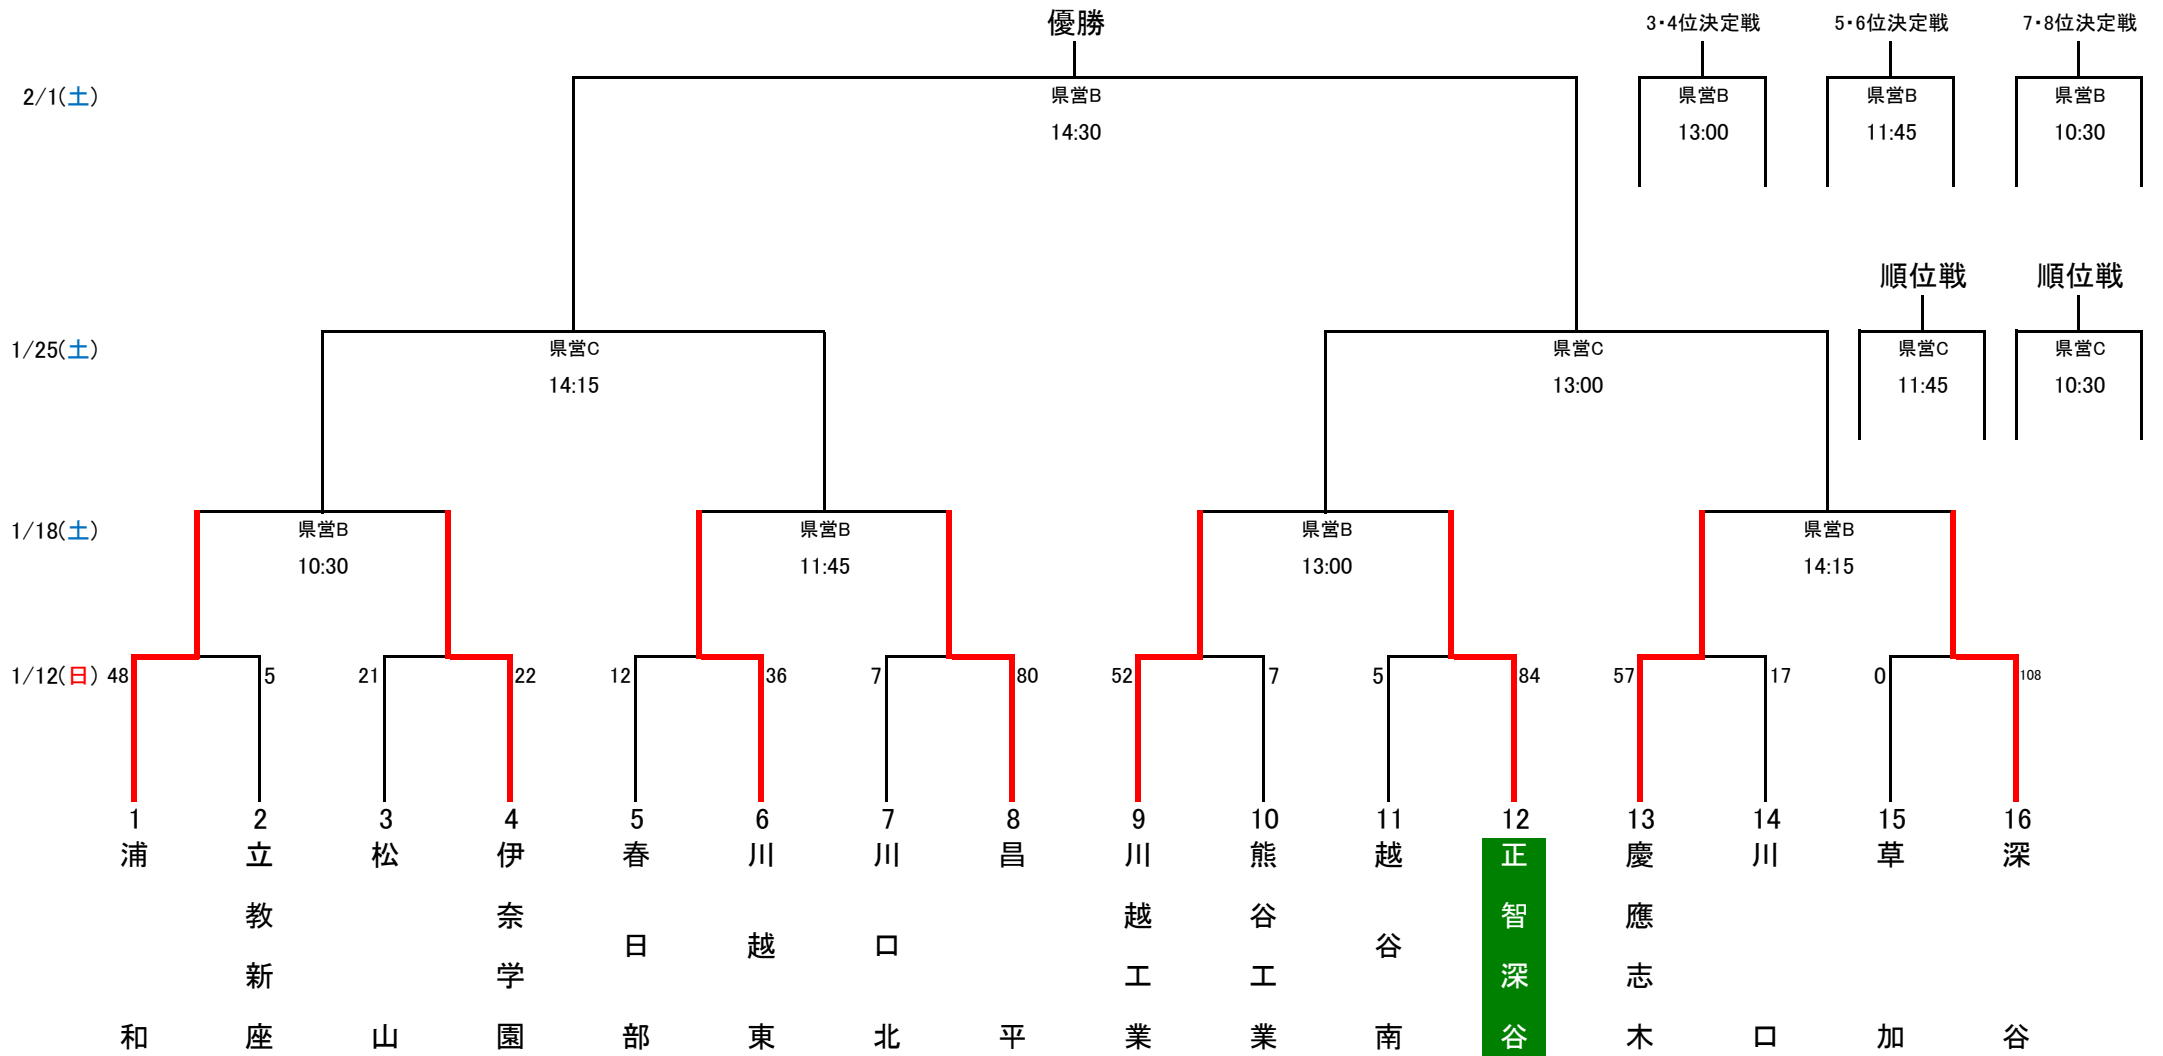 優勝
3・4位決定戦
5・6位決定戦
7・8位決定戦
2/1(土)
県営B
14:30
県営B
13:00
県営B
11:45
県営B
10:30
順位戦
順位戦
1/25(土)
県営C
14:15
県営C
13:00
県営C
11:45
県営C
10:30
1/18(土)
県営B
10:30
県営B
11:45
県営B
13:00
県営B
14:15
1/12(日)
48
5
21
22
12
36
7
80
52
7
5
84
57
17
0
108
1
2
3
4
5
6
7
8
9
10
11
12
13
14
15
16
浦和
立教新座
松山
伊奈学園
春日部
川越東
川口北
昌平
川越工業
熊谷工業
越谷南
正智深谷
慶應志木
川口
草加
深谷